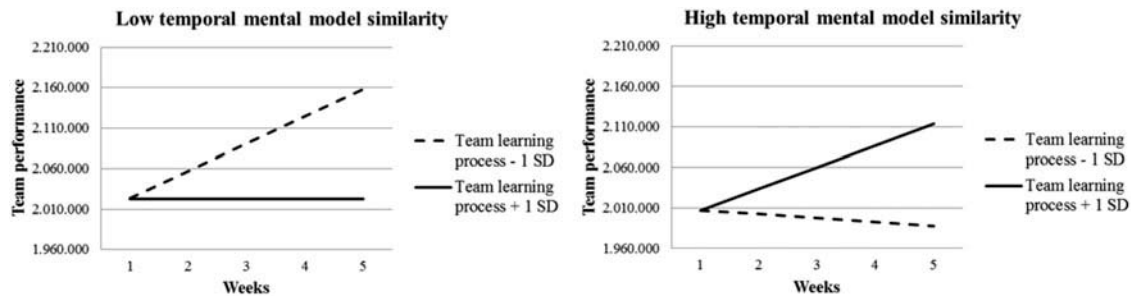 Low temporal mental model similarity
2.210.000
2.160.000
2.110.000
2.060.000
2.010.000
1.960.000
Team performance
1 2 3 4 5
Weeks
Team learning
process - 1 SD
Team learning
process + 1 SD
High temporal mental model similarity
2.210.000
2.160.000
2.110.000
2.060.000
2.010.000
1.960.000
Team performance
1 2 3 4 5
Weeks
Team learning
process - 1 SD
Team learning
process + 1 SD